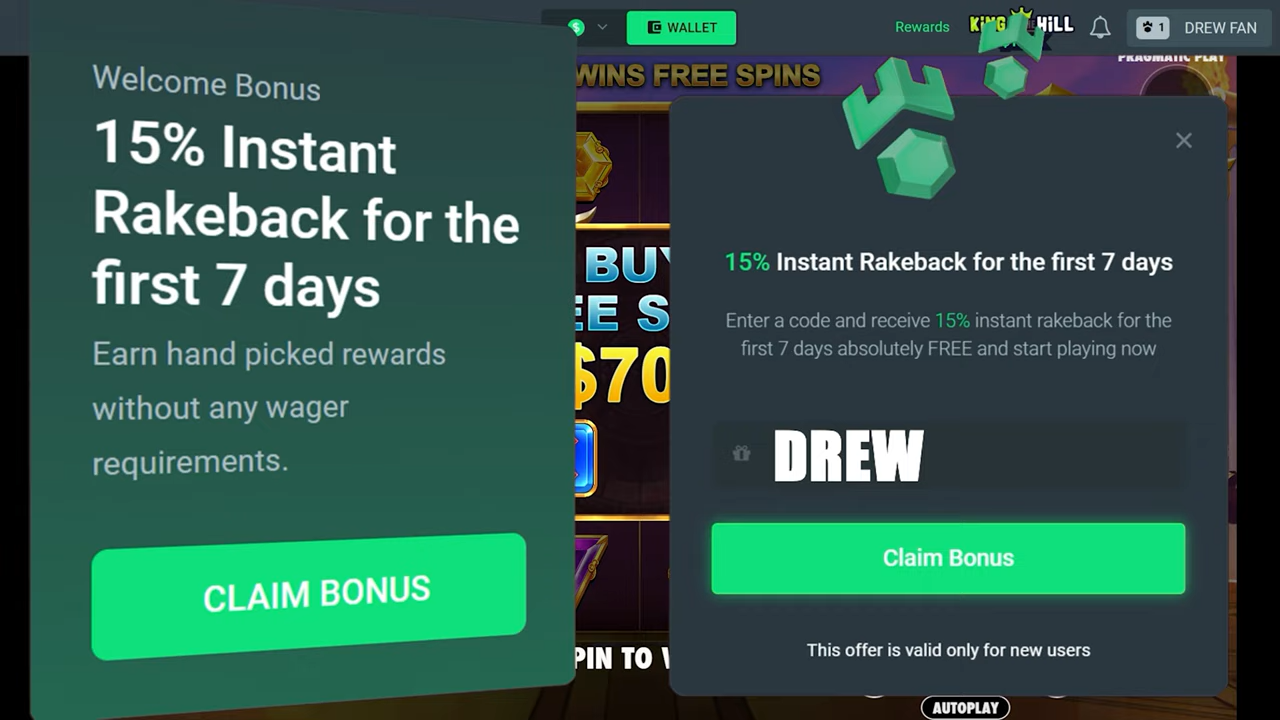 WALLET
Rewards
KING HILL
1
DREW FAN
WINS FREE SPINS
PRAGMATIC PLAY
Welcome Bonus
15% Instant
Rakeback for the
first 7 days
Earn hand picked rewards
without any wager
requirements.
CLAIM BONUS
BUY
EE S
$70
PIN TO
15% Instant Rakeback for the first 7 days
Enter a code and receive 15% instant rakeback for the
first 7 days absolutely FREE and start playing now
DREW
Claim Bonus
This offer is valid only for new users
AUTOPLAY